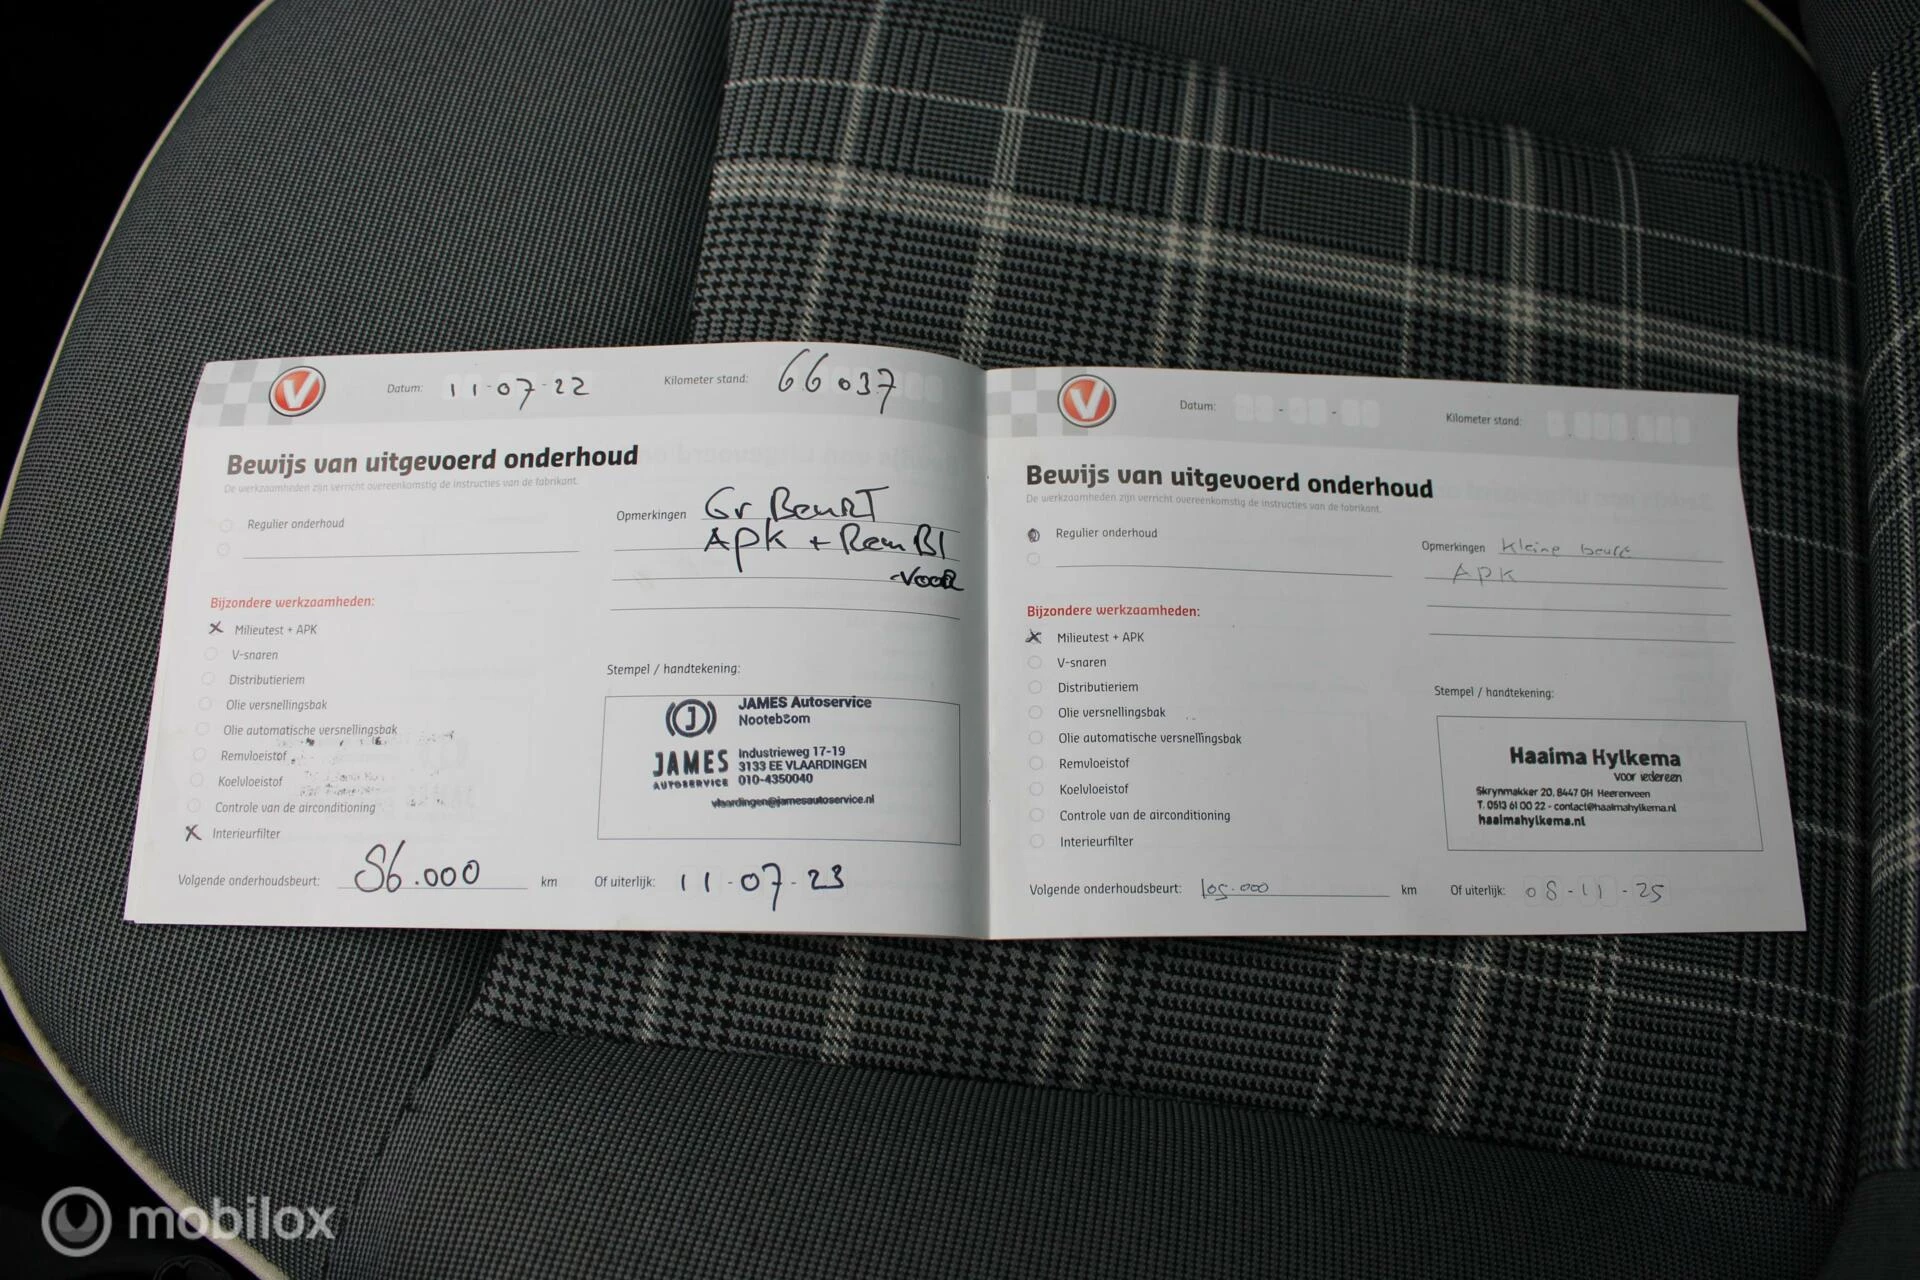 V
Datum: 11-07-22
Kilometer stand: 66037
Bewijs van uitgevoerd onderhoud
De werkzaamheden zijn verricht overeenkomstig de instructies van de fabrikant.
Regulier onderhoud
Opmerkingen Gr Beurt
APK + Rem Bl
voor
Bijzondere werkzaamheden:
x Milieutest + APK
V-snaren
Distributieriem
Olie versnellingsbak
Olie automatische versnellingsbak
Remvloeistof
Koelvloeistof
Controle van de airconditioning
x Interieurfilter
Stempel / handtekening:
J
JAMES
AUTOSERVICE
JAMES Autoservice
Nooteboom
Industrieweg 17-19
3133 EE VLAARDINGEN
010-4350040
vlaardingen@jamesautoservice.nl
Volgende onderhoudsbeurt: 86.000 km
Of uiterlijk: 11-07-23
V
Datum:
Kilometer stand:
Bewijs van uitgevoerd onderhoud
De werkzaamheden zijn verricht overeenkomstig de instructies van de fabrikant.
Regulier onderhoud
Opmerkingen Kleine beurt
APK
Bijzondere werkzaamheden:
x Milieutest + APK
V-snaren
Distributieriem
Olie versnellingsbak
Olie automatische versnellingsbak
Remvloeistof
Koelvloeistof
Controle van de airconditioning
Interieurfilter
Stempel / handtekening:
Haaima Hylkema
voor iedereen
Skrynmakker 20, 8447 GH Heerenveen
T. 0513 61 00 22 - contact@haaimahylkema.nl
haaimahylkema.nl
Volgende onderhoudsbeurt: 105.000 km
Of uiterlijk: 08-11-25
mobilox